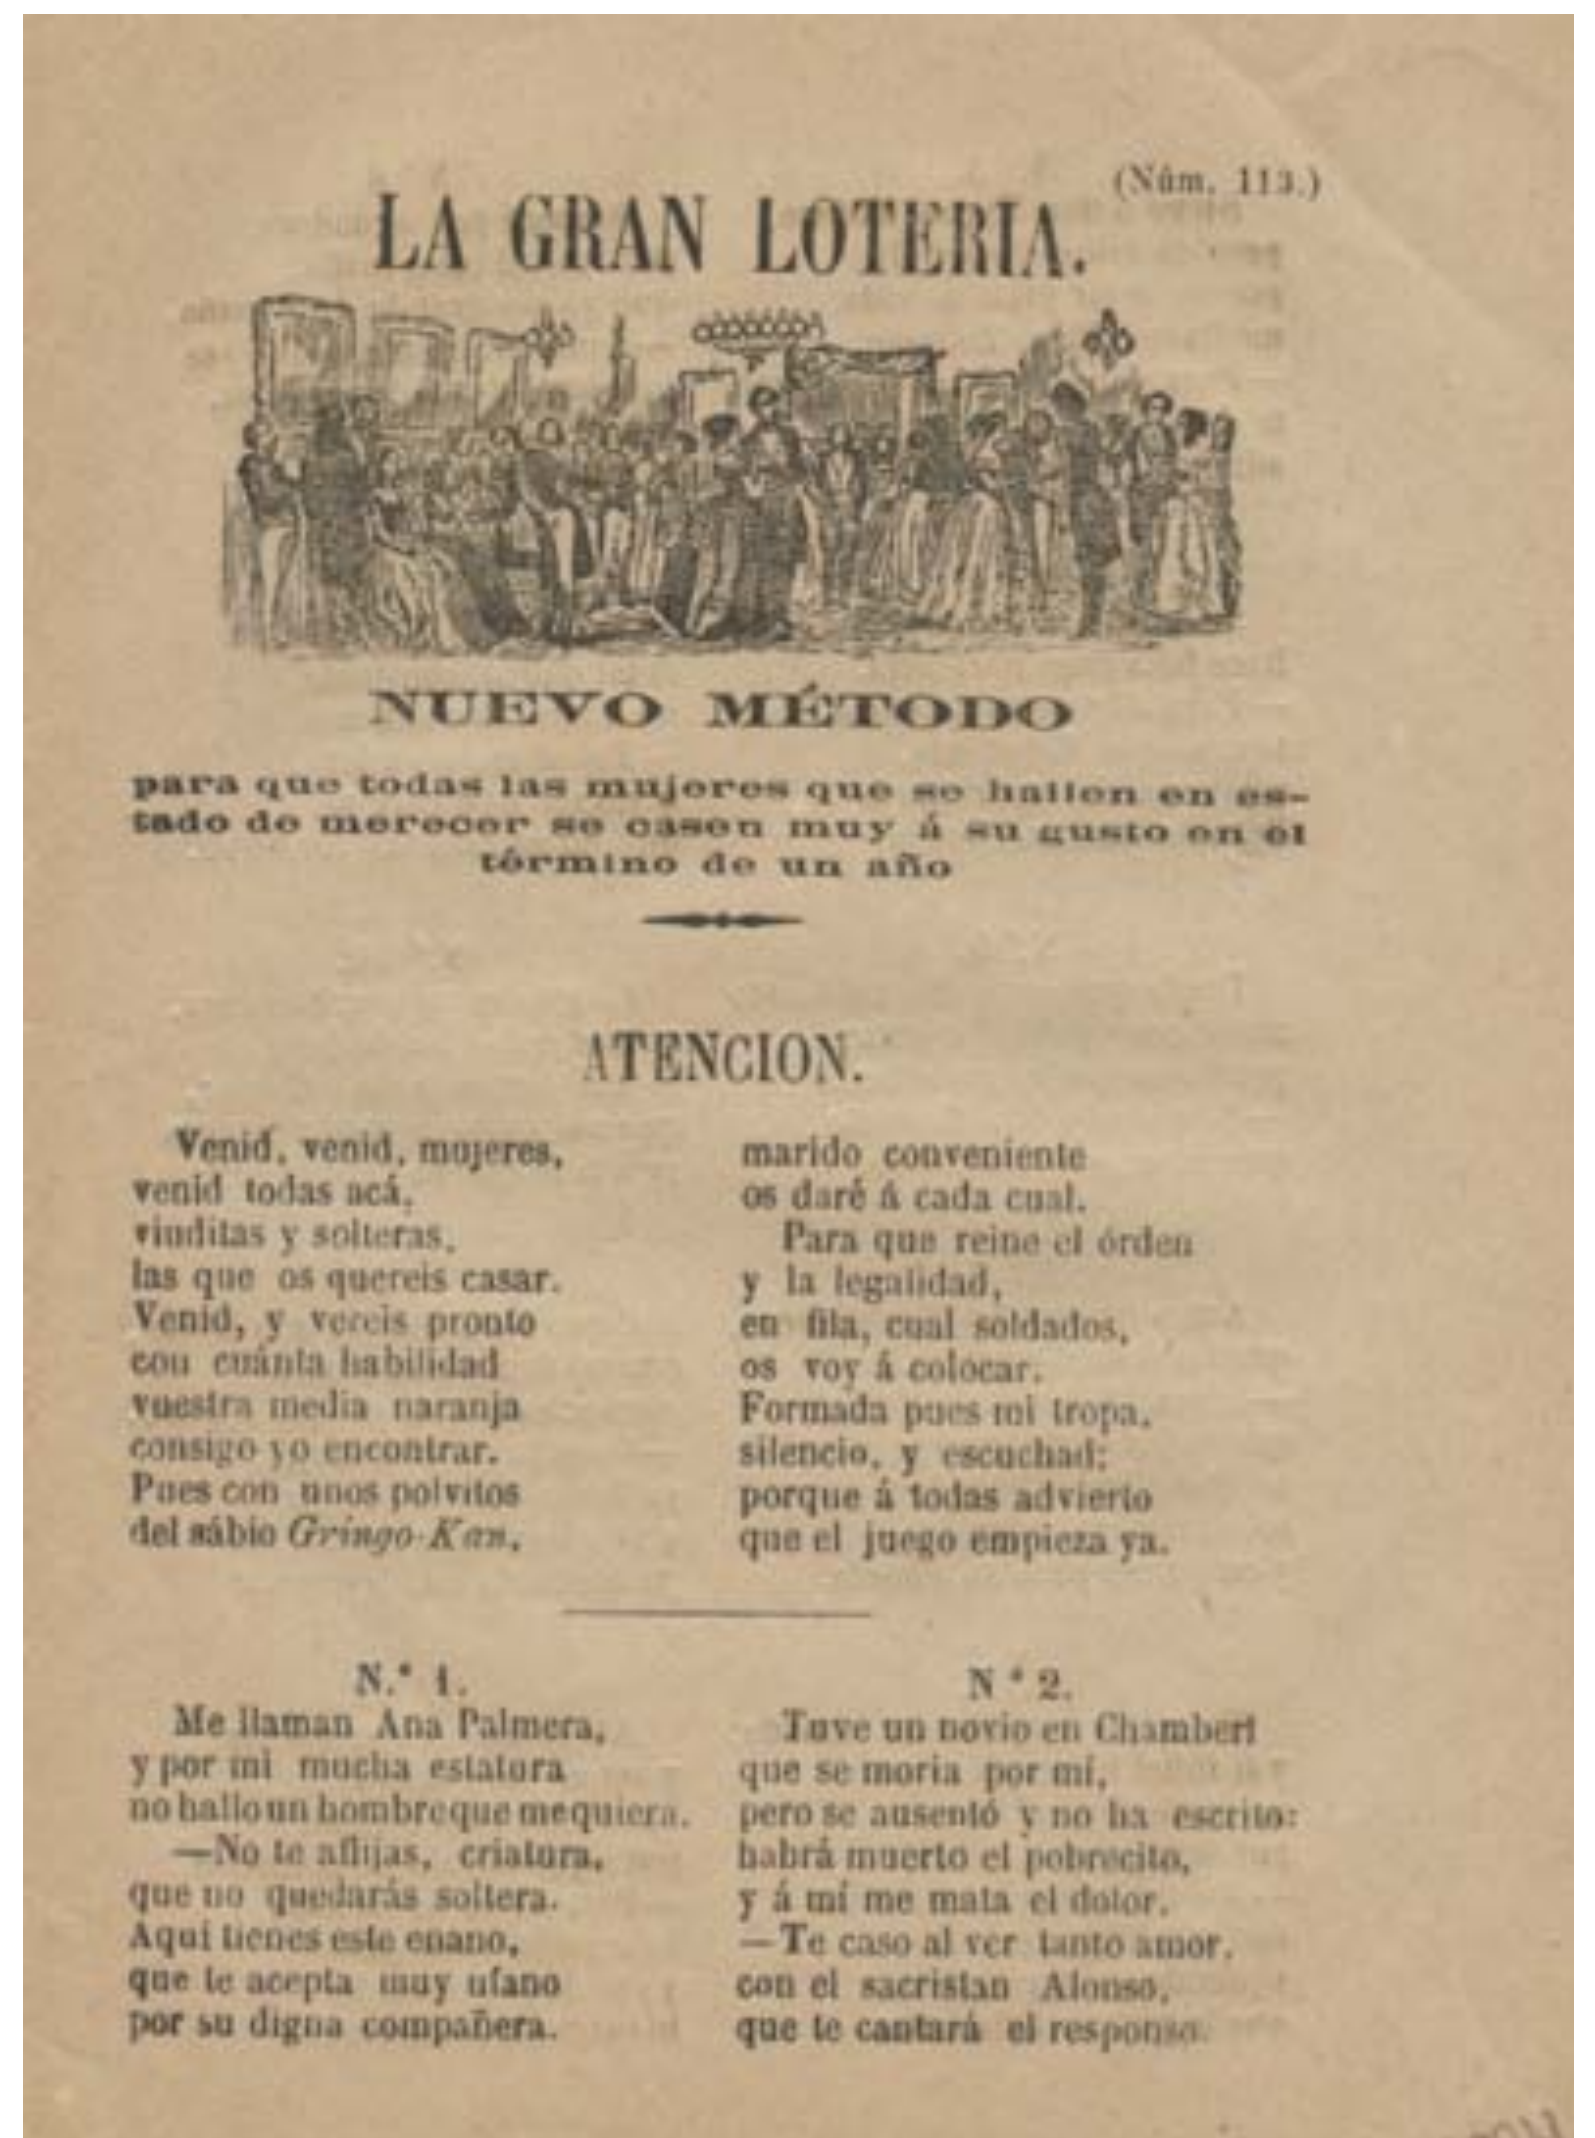 (Núm. 113.)
LA GRAN LOTERIA.
NUEVO MÉTODO
para que todas las mujeres que se hallen en es-
tado de merecer se casen muy á su gusto en el
término de un año
ATENCION.
Venid, venid, mujeres,
venid todas acá,
viuditas y solteras,
las que os quereis casar.
Venid, y vereis pronto
con cuánta habilidad
vuestra media naranja
consigo yo encontrar.
Pues con unos polvitos
del sábio Gringo-Kan,
marido conveniente
os daré á cada cual.
Para que reine el órden
y la legalidad,
en fila, cual soldados,
os voy á colocar.
Formada pues mi tropa,
silencio, y escuchad;
porque á todas advierto
que el juego empieza ya.
N.° 1.
Me llaman Ana Palmera,
y por mi mucha estatura
no hallo un hombre que me quiera.
—No te aflijas, criatura,
que no quedarás soltera.
Aquí tienes este enano,
que te acepta muy ufano
por su digna compañera.
N ° 2.
Tuve un novio en Chamberí
que se moria por mí,
pero se ausentó y no ha escrito:
habrá muerto el pobrecito,
y á mí me mata el dolor.
—Te caso al ver tanto amor,
con el sacristan Alonso,
que te cantará el responso.